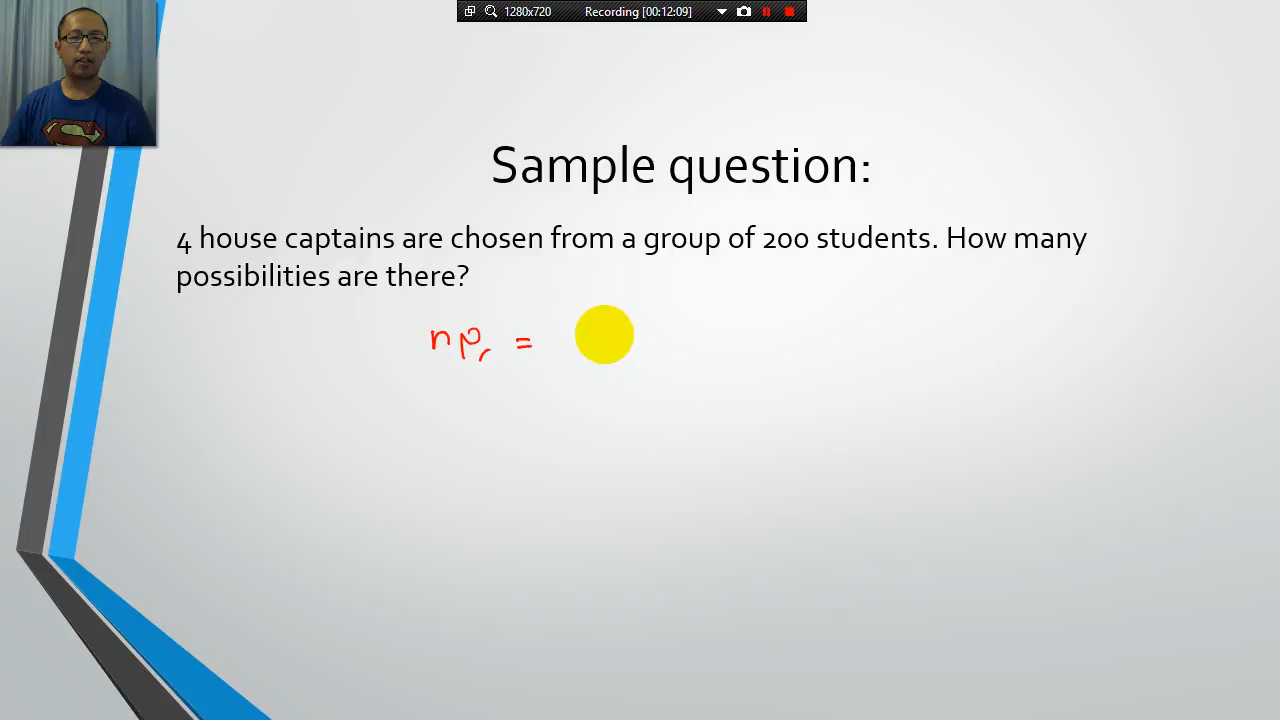 1280x720 Recording [00:12:09]
Sample question:
4 house captains are chosen from a group of 200 students. How many
possibilities are there?
nPr =